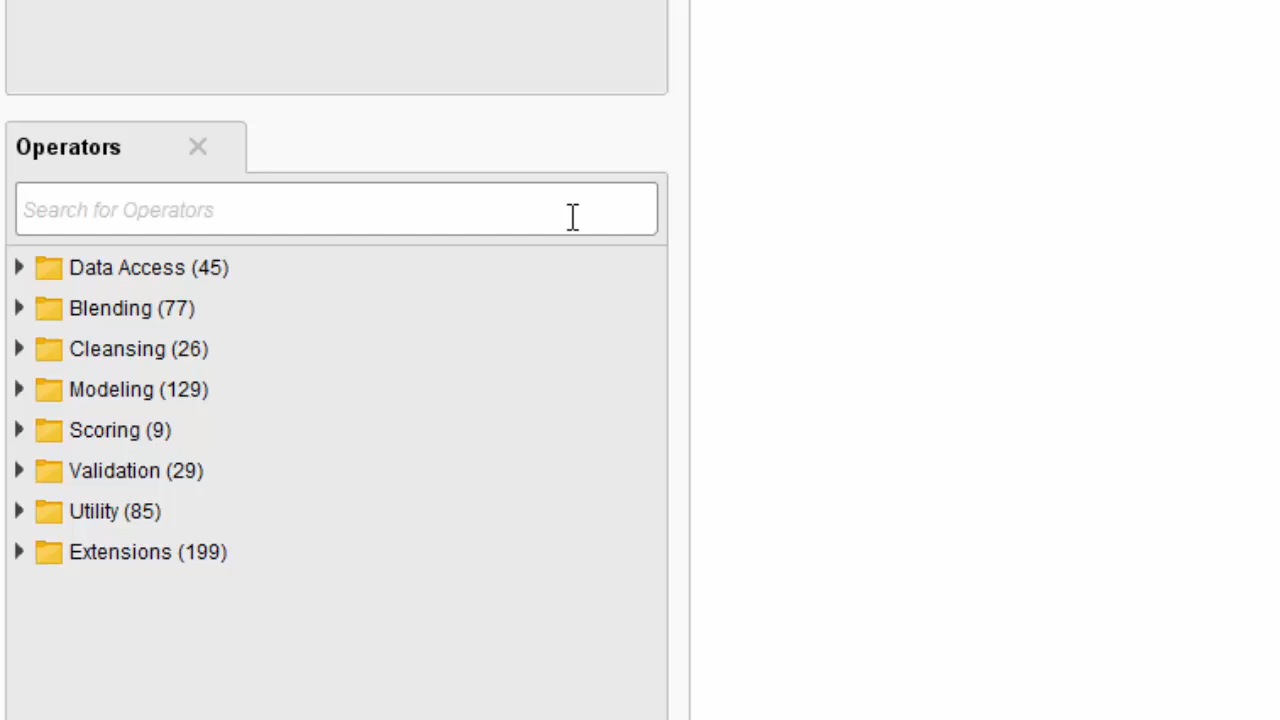 Operators
Search for Operators
Data Access (45)
Blending (77)
Cleansing (26)
Modeling (129)
Scoring (9)
Validation (29)
Utility (85)
Extensions (199)